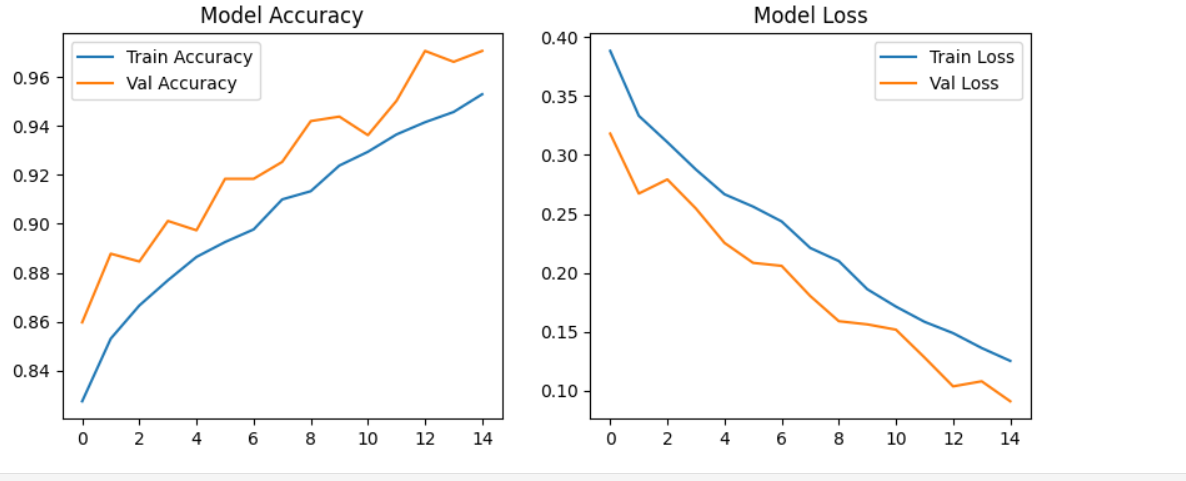 Model Accuracy
Train Accuracy
Val Accuracy
0.96
0.94
0.92
0.90
0.88
0.86
0.84
0 2 4 6 8 10 12 14
Model Loss
Train Loss
Val Loss
0.40
0.35
0.30
0.25
0.20
0.15
0.10
0 2 4 6 8 10 12 14